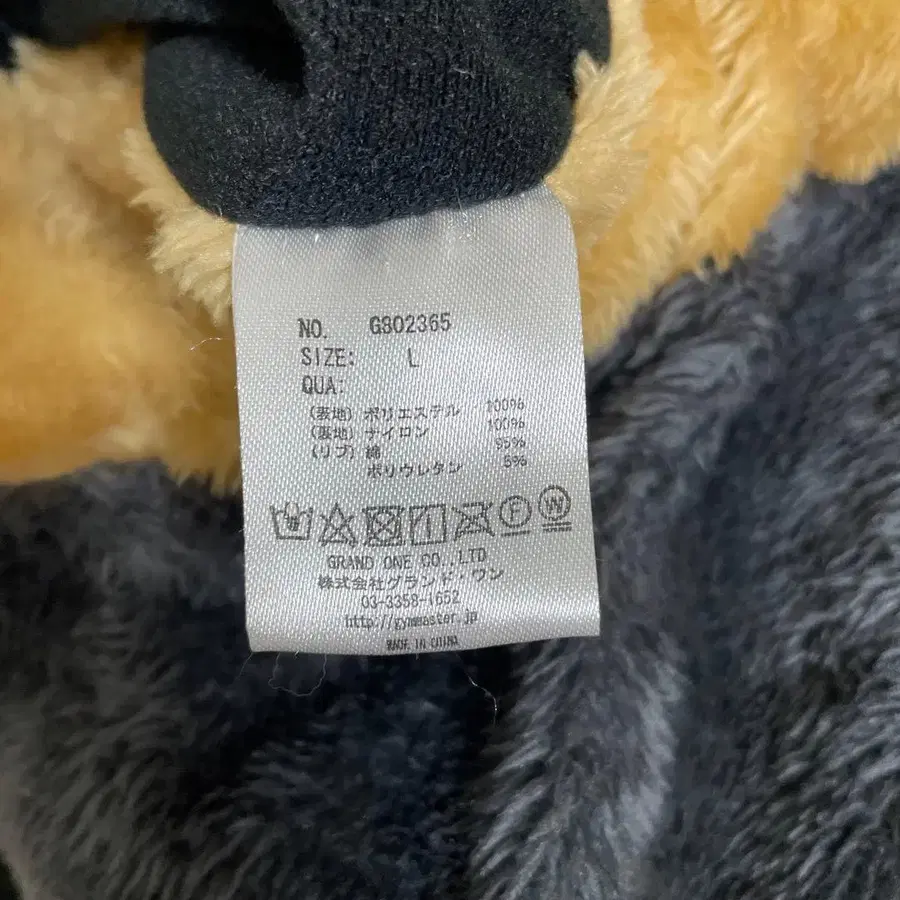 NO. G802365
SIZE: L
QUA:
(表地) ポリエステル 100%
(裏地) ナイロン 100%
(リブ) 綿 95%
ポリウレタン 5%
F W
GRAND ONE CO.,LTD
株式会社グランド・ワン
03-3358-1652
http://gymmaster.jp
MADE IN CHINA